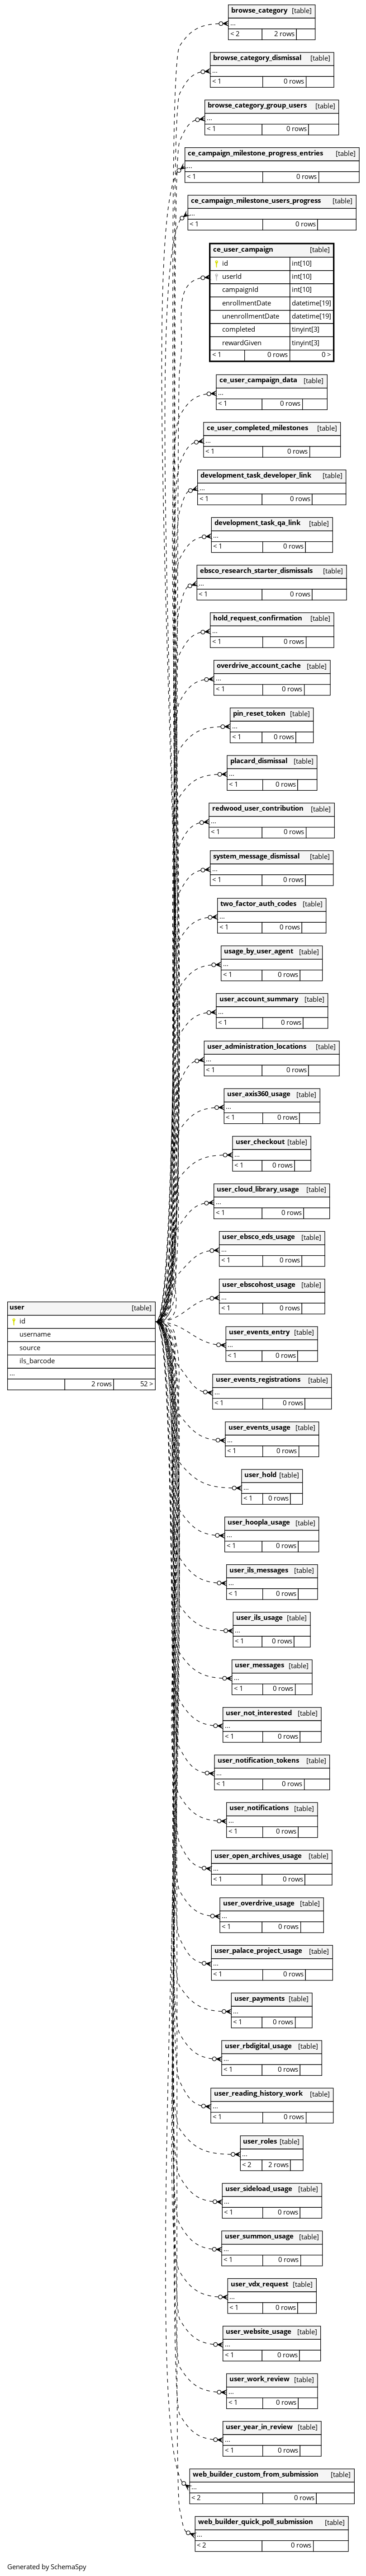 browse_category [table]
...
< 2 2 rows
browse_category_dismissal [table]
...
< 1 0 rows
browse_category_group_users [table]
...
< 1 0 rows
ce_campaign_milestone_progress_entries [table]
...
< 1 0 rows
ce_campaign_milestone_users_progress [table]
...
< 1 0 rows
ce_user_campaign [table]
id int[10]
userId int[10]
campaignId int[10]
enrollmentDate datetime[19]
unenrollmentDate datetime[19]
completed tinyint[3]
rewardGiven tinyint[3]
< 1 0 rows 0 >
ce_user_campaign_data [table]
...
< 1 0 rows
ce_user_completed_milestones [table]
...
< 1 0 rows
development_task_developer_link [table]
...
< 1 0 rows
development_task_qa_link [table]
...
< 1 0 rows
ebsco_research_starter_dismissals [table]
...
< 1 0 rows
hold_request_confirmation [table]
...
< 1 0 rows
overdrive_account_cache [table]
...
< 1 0 rows
pin_reset_token [table]
...
< 1 0 rows
placard_dismissal [table]
...
< 1 0 rows
redwood_user_contribution [table]
...
< 1 0 rows
system_message_dismissal [table]
...
< 1 0 rows
two_factor_auth_codes [table]
...
< 1 0 rows
usage_by_user_agent [table]
...
< 1 0 rows
user_account_summary [table]
...
< 1 0 rows
user_administration_locations [table]
...
< 1 0 rows
user_axis360_usage [table]
...
< 1 0 rows
user_checkout [table]
...
< 1 0 rows
user_cloud_library_usage [table]
...
< 1 0 rows
user_ebsco_eds_usage [table]
...
< 1 0 rows
user_ebscohost_usage [table]
...
< 1 0 rows
user [table]
id
username
source
ils_barcode
...
2 rows 52 >
user_events_entry [table]
...
< 1 0 rows
user_events_registrations [table]
...
< 1 0 rows
user_events_usage [table]
...
< 1 0 rows
user_hold [table]
...
< 1 0 rows
user_hoopla_usage [table]
...
< 1 0 rows
user_ils_messages [table]
...
< 1 0 rows
user_ils_usage [table]
...
< 1 0 rows
user_messages [table]
...
< 1 0 rows
user_not_interested [table]
...
< 1 0 rows
user_notification_tokens [table]
...
< 1 0 rows
user_notifications [table]
...
< 1 0 rows
user_open_archives_usage [table]
...
< 1 0 rows
user_overdrive_usage [table]
...
< 1 0 rows
user_palace_project_usage [table]
...
< 1 0 rows
user_payments [table]
...
< 1 0 rows
user_rbdigital_usage [table]
...
< 1 0 rows
user_reading_history_work [table]
...
< 1 0 rows
user_roles [table]
...
< 2 2 rows
user_sideload_usage [table]
...
< 1 0 rows
user_summon_usage [table]
...
< 1 0 rows
user_vdx_request [table]
...
< 1 0 rows
user_website_usage [table]
...
< 1 0 rows
user_work_review [table]
...
< 1 0 rows
user_year_in_review [table]
...
< 1 0 rows
web_builder_custom_from_submission [table]
...
< 2 0 rows
web_builder_quick_poll_submission [table]
...
< 2 0 rows
Generated by SchemaSpy